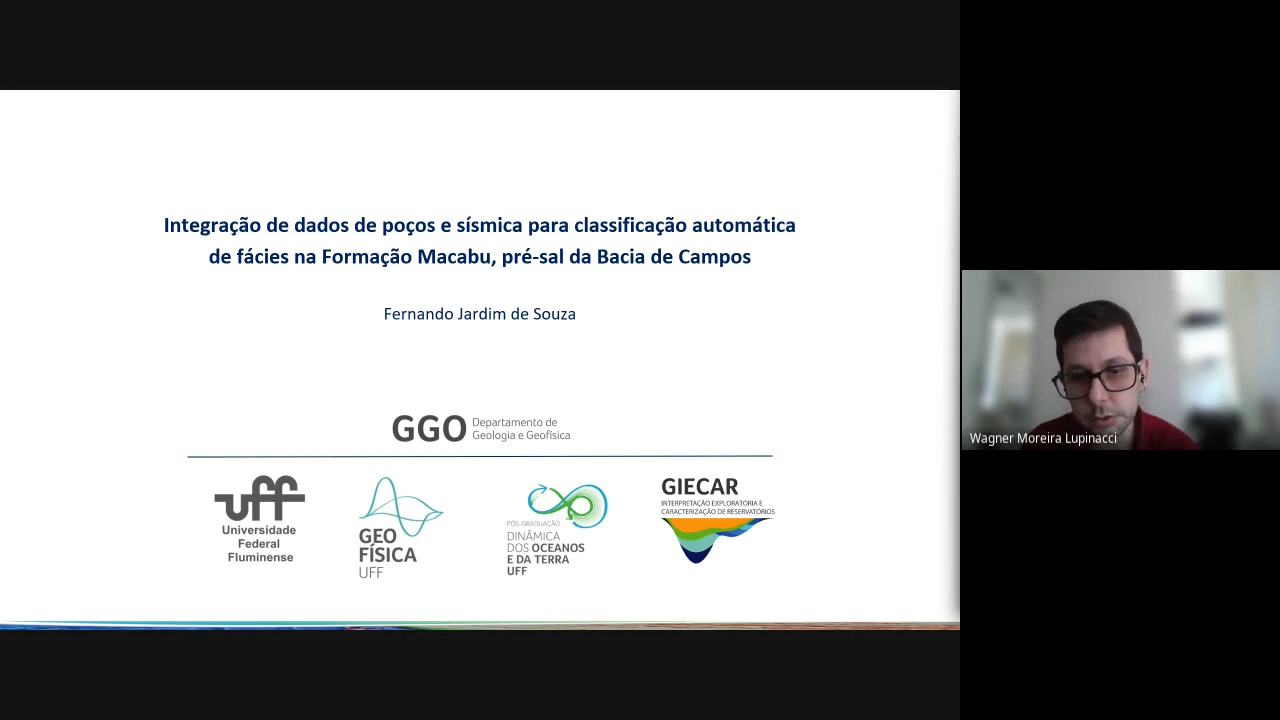 Integração de dados de poços e sísmica para classificação automática
de fácies na Formação Macabu, pré-sal da Bacia de Campos
Fernando Jardim de Souza
GGO Departamento de
Geologia e Geofísica
uff
Universidade
Federal
Fluminense
GEO
FÍSICA
UFF
PÓS-GRADUAÇÃO
DINÂMICA
DOS OCEANOS
E DA TERRA
UFF
GIECAR
INTERPRETAÇÃO EXPLORATÓRIA E
CARACTERIZAÇÃO DE RESERVATÓRIOS
Wagner Moreira Lupinacci